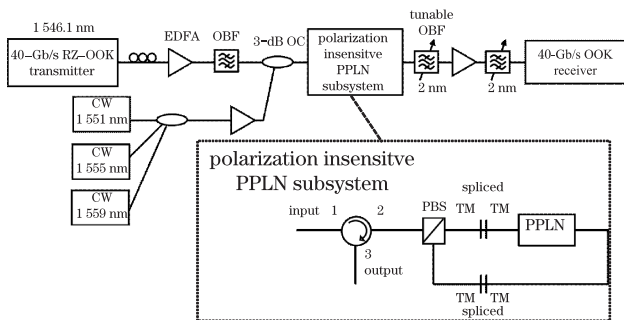 1 546.1 nm
40-Gb/s RZ-OOK
transmitter
EDFA
OBF
3-dB OC
polarization
insensitve
PPLN
subsystem
tunable
OBF
2 nm
2 nm
40-Gb/s OOK
receiver
CW
1 551 nm
CW
1 555 nm
CW
1 559 nm
polarization insensitve
PPLN subsystem
input
1
2
3
output
PBS
spliced
TM
TM
PPLN
TM
TM
spliced